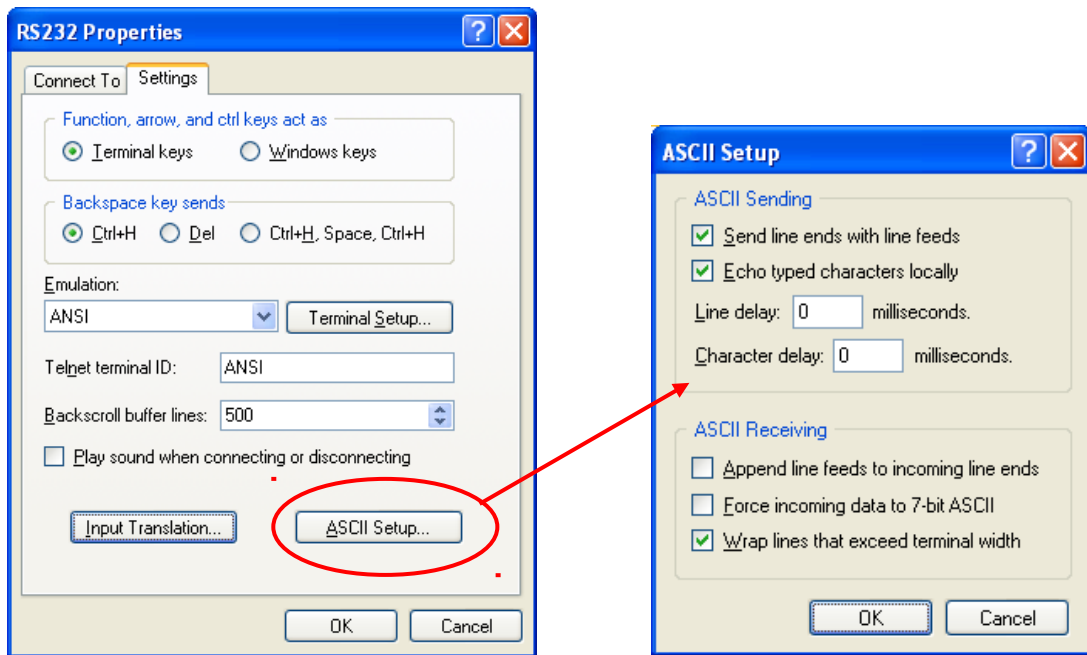 RS232 Properties
Connect To Settings
Function, arrow, and ctrl keys act as
Terminal keys Windows keys
Backspace key sends
Ctrl+H Del Ctrl+H, Space, Ctrl+H
Emulation:
ANSI Terminal Setup...
Telnet terminal ID: ANSI
Backscroll buffer lines: 500
Play sound when connecting or disconnecting
Input Translation... ASCII Setup...
OK Cancel
ASCII Setup
ASCII Sending
Send line ends with line feeds
Echo typed characters locally
Line delay: 0 milliseconds.
Character delay: 0 milliseconds.
ASCII Receiving
Append line feeds to incoming line ends
Force incoming data to 7-bit ASCII
Wrap lines that exceed terminal width
OK Cancel